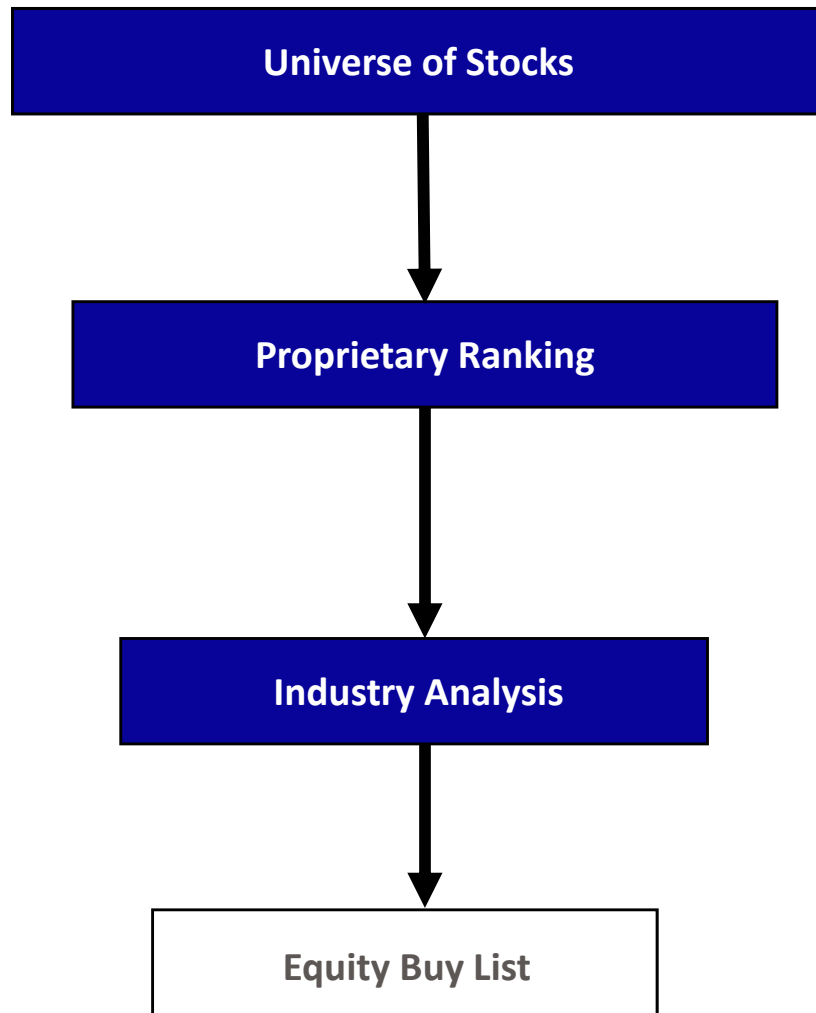 Universe of Stocks
Proprietary Ranking
Industry Analysis
Equity Buy List